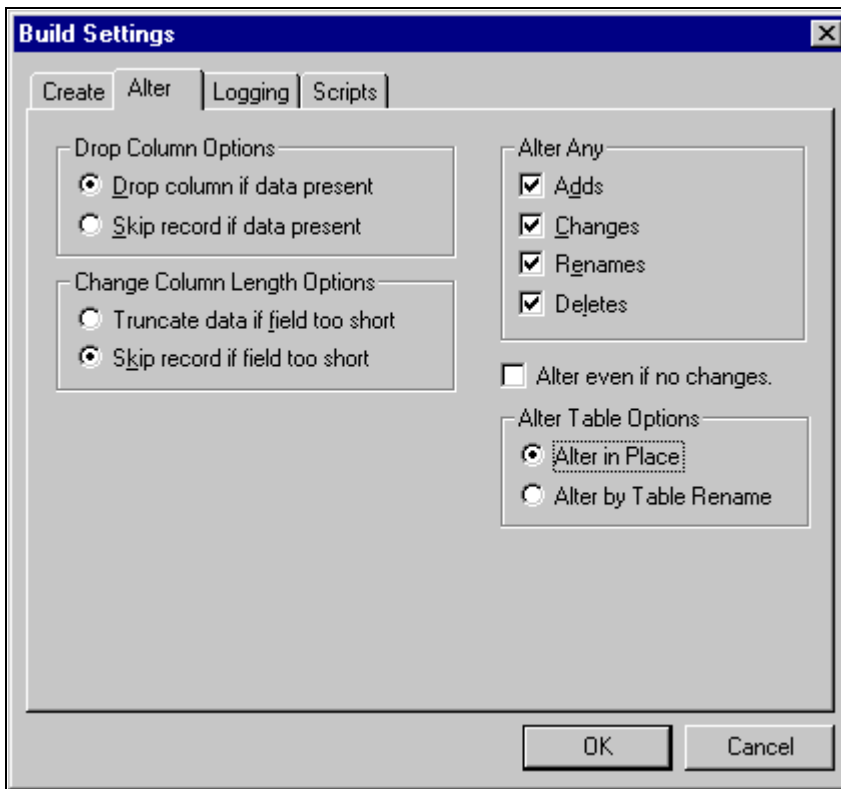 Build Settings
Create Alter Logging Scripts
Drop Column Options
Drop column if data present
Skip record if data present
Change Column Length Options
Truncate data if field too short
Skip record if field too short
Alter Any
Adds
Changes
Renames
Deletes
Alter even if no changes.
Alter Table Options
Alter in Place
Alter by Table Rename
OK Cancel